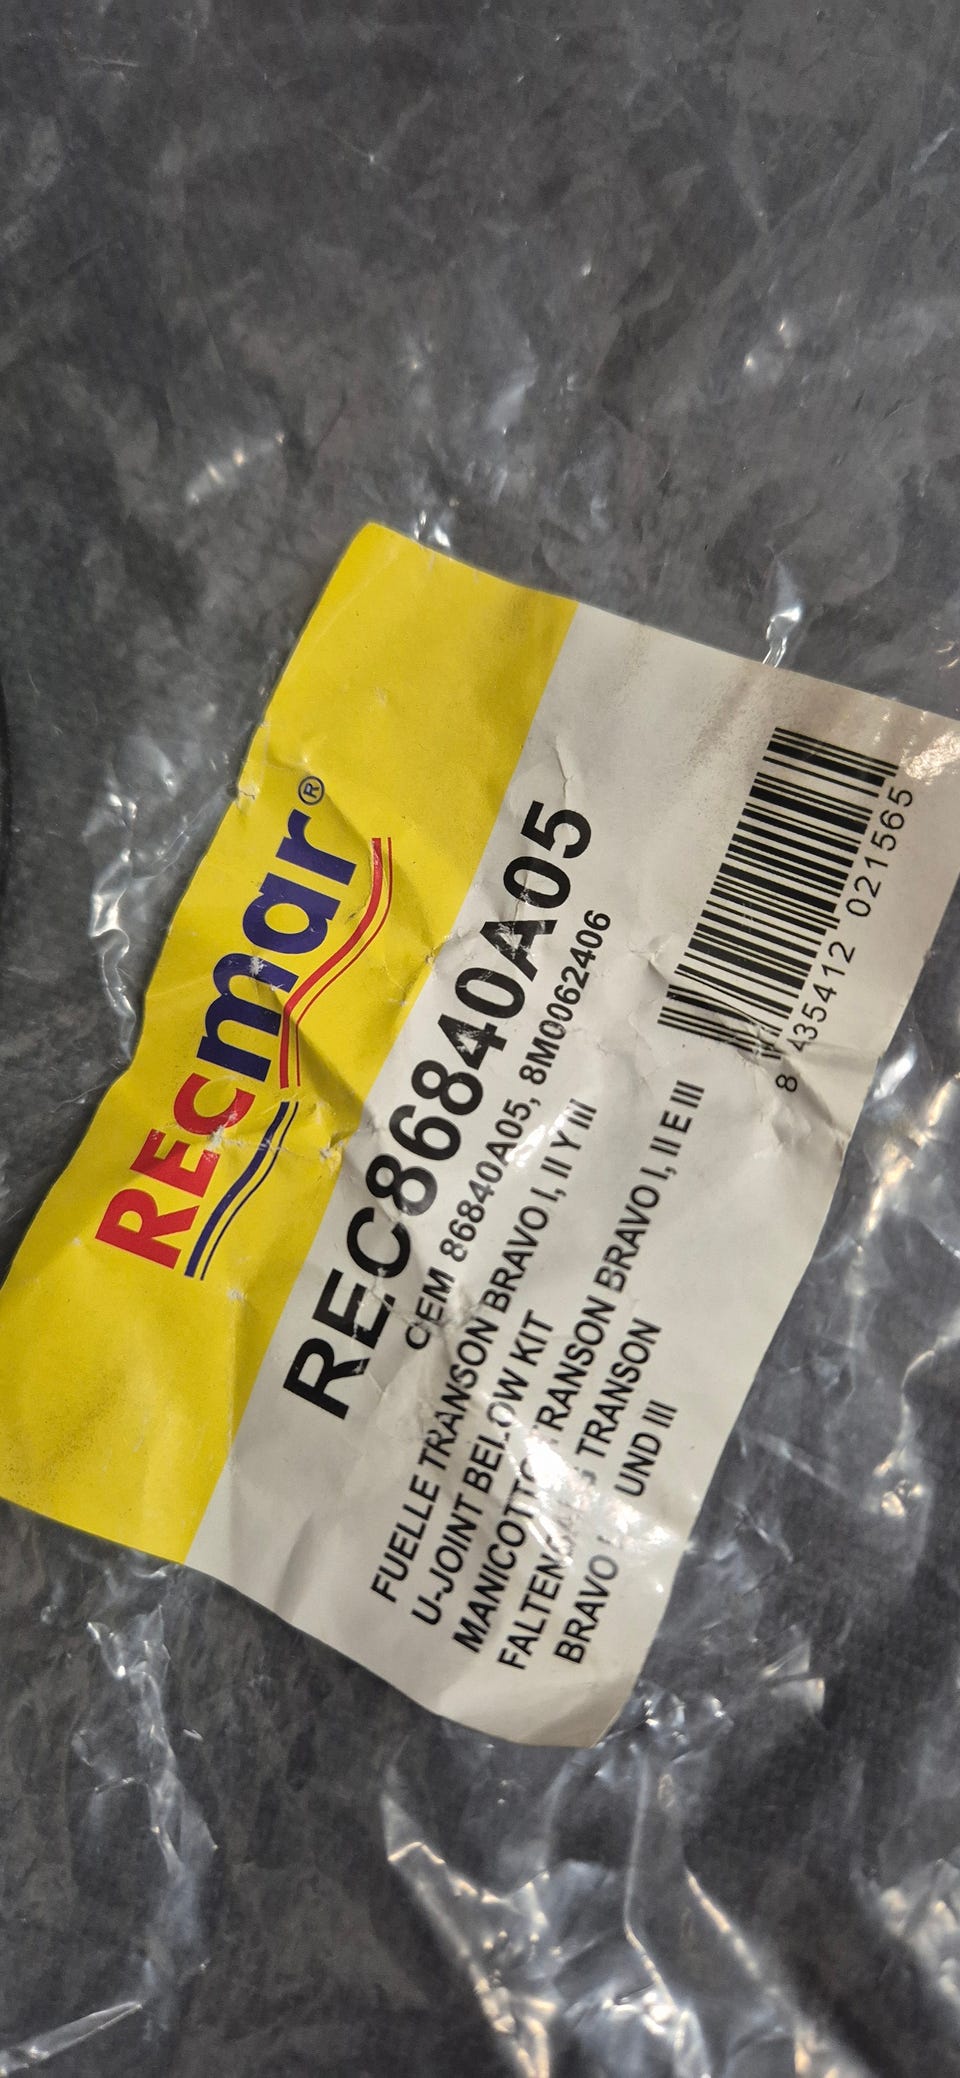 RECmar®
REC86840A05
OEM 86840A05, 8M0062406
FUELLE TRANSON BRAVO I, II Y III
U-JOINT BELOW KIT
TRANSON BRAVO I, II E III
TRANSON
BRAVO UND III
8 435412 021565